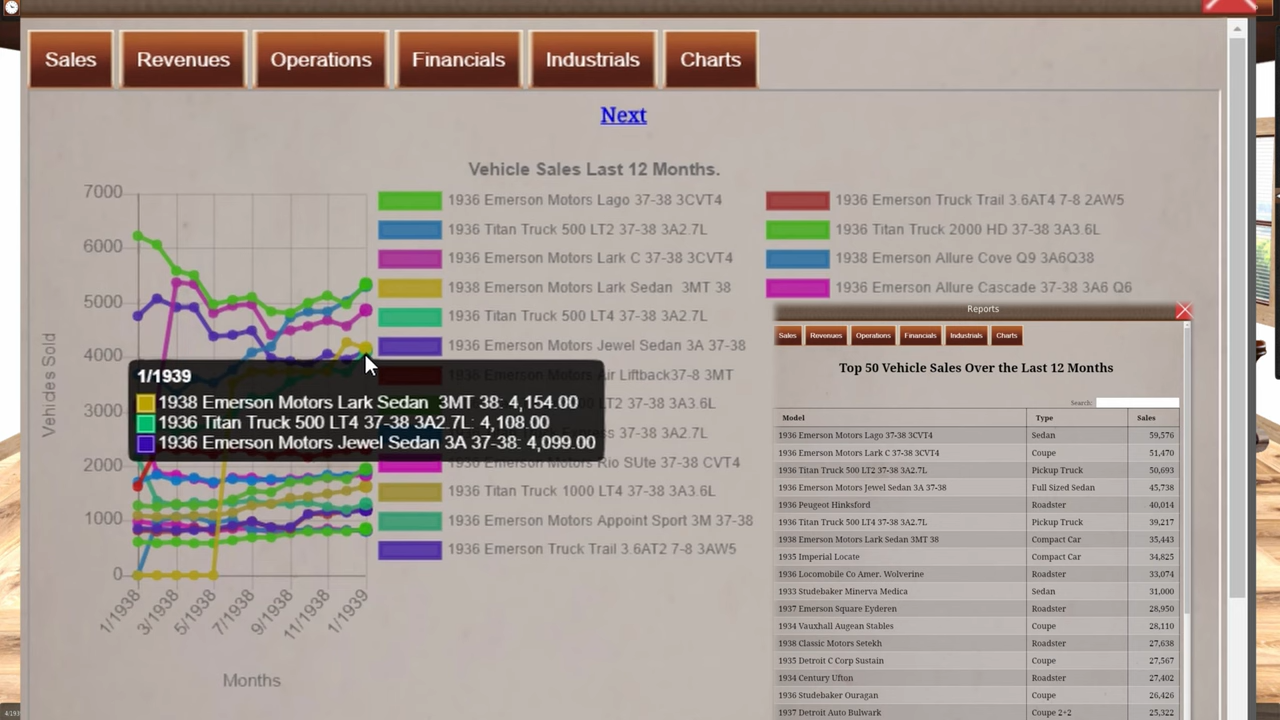 Sales Revenues Operations Financials Industrials Charts
Next
Vehicle Sales Last 12 Months.
7000
6000
5000
4000
3000
2000
1000
0
Vehicles Sold
1/1938
3/1938
5/1938
7/1938
9/1938
11/1938
1/1939
Months
1936 Emerson Motors Lago 37-38 3CVT4
1936 Titan Truck 500 LT2 37-38 3A2.7L
1936 Emerson Motors Lark C 37-38 3CVT4
1938 Emerson Motors Lark Sedan  3MT 38
1936 Titan Truck 500 LT4 37-38 3A2.7L
1936 Emerson Motors Jewel Sedan 3A 37-38
Air Liftback37-8 3MT
LT2 37-38 3A3.6L
37-38 3A2.7L
Emerson Motors Rio SUte 37-38 CVT4
1936 Titan Truck 1000 LT4 37-38 3A3.6L
1936 Emerson Motors Appoint Sport 3M 37-38
1936 Emerson Truck Trail 3.6AT2 7-8 3AW5
1936 Emerson Truck Trail 3.6AT4 7-8 2AW5
1936 Titan Truck 2000 HD 37-38 3A3.6L
1938 Emerson Allure Cove Q9 3A6Q38
1936 Emerson Allure Cascade 37-38 3A6 Q6
1/1939
1938 Emerson Motors Lark Sedan  3MT 38: 4,154.00
1936 Titan Truck 500 LT4 37-38 3A2.7L: 4,108.00
1936 Emerson Motors Jewel Sedan 3A 37-38: 4,099.00
Reports
Sales Revenues Operations Financials Industrials Charts
Top 50 Vehicle Sales Over the Last 12 Months
Search:
Model Type Sales
1936 Emerson Motors Lago 37-38 3CVT4 Sedan 59,576
1936 Emerson Motors Lark C 37-38 3CVT4 Coupe 51,470
1936 Titan Truck 500 LT2 37-38 3A2.7L Pickup Truck 50,693
1936 Emerson Motors Jewel Sedan 3A 37-38 Full Sized Sedan 45,738
1936 Peugeot Hinksford Roadster 40,014
1936 Titan Truck 500 LT4 37-38 3A2.7L Pickup Truck 39,217
1938 Emerson Motors Lark Sedan 3MT 38 Compact Car 35,443
1935 Imperial Locate Compact Car 34,825
1936 Locomobile Co Amer. Wolverine Roadster 33,074
1933 Studebaker Minerva Medica Sedan 31,000
1937 Emerson Square Eyderen Roadster 28,950
1934 Vauxhall Augean Stables Coupe 28,110
1938 Classic Motors Setekh Roadster 27,638
1935 Detroit C Corp Sustain Coupe 27,567
1934 Century Ufton Roadster 27,402
1936 Studebaker Ouragan Coupe 26,426
1937 Detroit Auto Bulwark Coupe 2+2 25,322